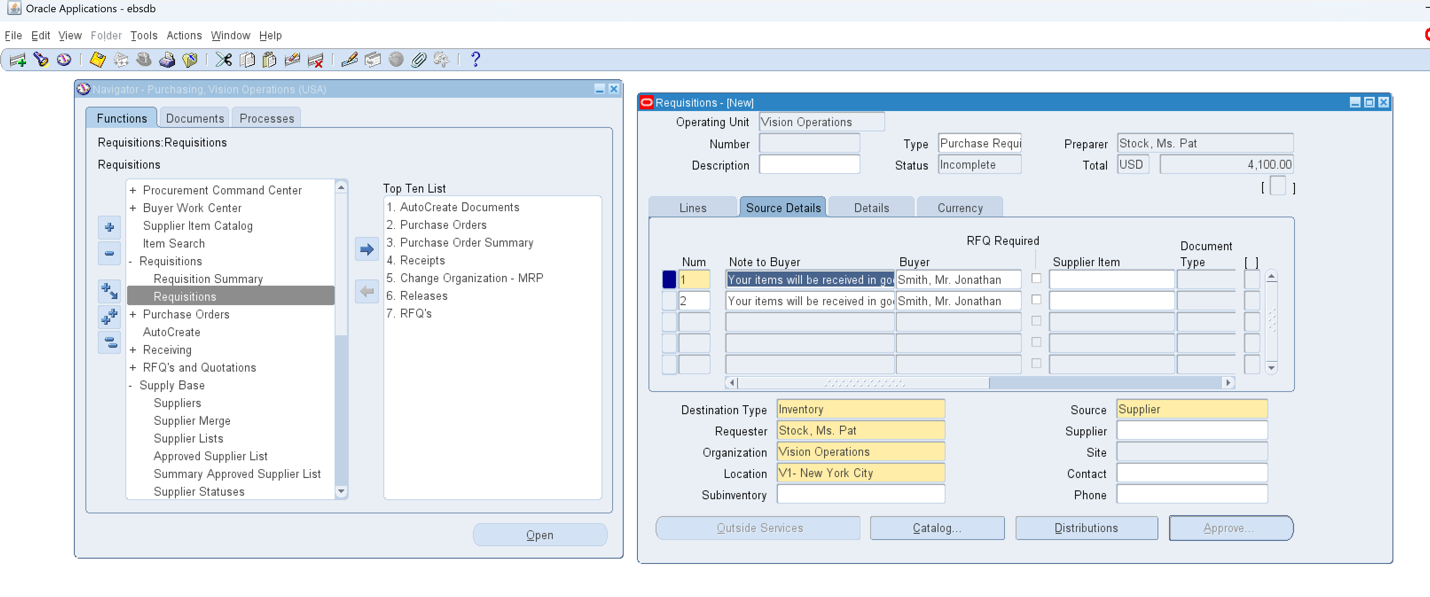 Oracle Applications - ebsdb
File Edit View Folder Tools Actions Window Help
Navigator - Purchasing, Vision Operations (USA)
Functions Documents Processes
Requisitions:Requisitions
Requisitions
+ Procurement Command Center
+ Buyer Work Center
Supplier Item Catalog
Item Search
- Requisitions
Requisition Summary
Requisitions
+ Purchase Orders
AutoCreate
+ Receiving
+ RFQ's and Quotations
- Supply Base
Suppliers
Supplier Merge
Supplier Lists
Approved Supplier List
Summary Approved Supplier List
Supplier Statuses
Top Ten List
1. AutoCreate Documents
2. Purchase Orders
3. Purchase Order Summary
4. Receipts
5. Change Organization - MRP
6. Releases
7. RFQ's
Open
Requisitions - [New]
Operating Unit Vision Operations
Number Type Purchase Requi Preparer Stock, Ms. Pat
Description Status Incomplete Total USD 4,100.00
[ ]
Lines Source Details Details Currency
RFQ Required
Document
Num Note to Buyer Buyer Supplier Item Type [ ]
1 Your items will be received in go Smith, Mr. Jonathan
2 Your items will be received in go Smith, Mr. Jonathan
Destination Type Inventory Source Supplier
Requester Stock, Ms. Pat Supplier
Organization Vision Operations Site
Location V1- New York City Contact
Subinventory Phone
Outside Services Catalog... Distributions Approve...